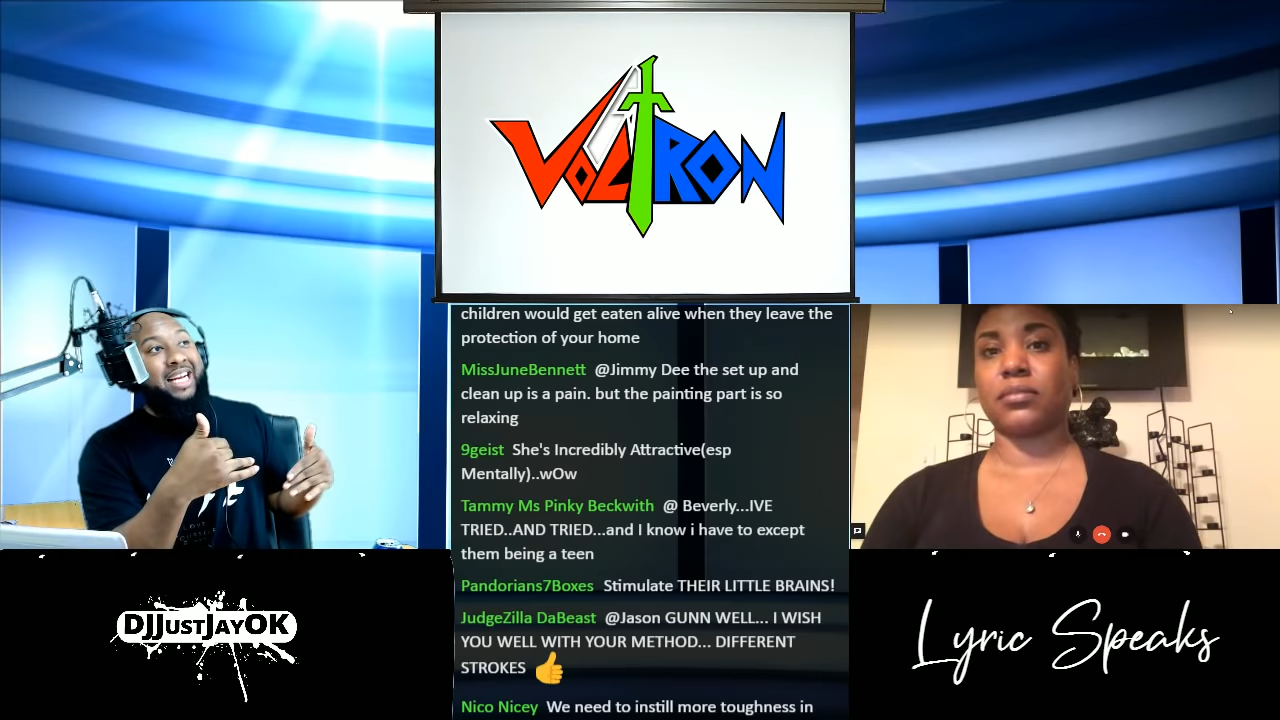 VOLTRON
children would get eaten alive when they leave the
protection of your home
MissJuneBennett @Jimmy Dee the set up and
clean up is a pain. but the painting part is so
relaxing
9geist She's Incredibly Attractive(esp
Mentally)..wOw
Tammy Ms Pinky Beckwith @ Beverly...IVE
TRIED..AND TRIED...and I know i have to except
them being a teen
Pandorians7Boxes Stimulate THEIR LITTLE BRAINS!
JudgeZilla DaBeast @Jason GUNN WELL... I WISH
YOU WELL WITH YOUR METHOD... DIFFERENT
STROKES 👍
Nico Nicey We need to instill more toughness in
DJJustJayOK
Lyric Speaks